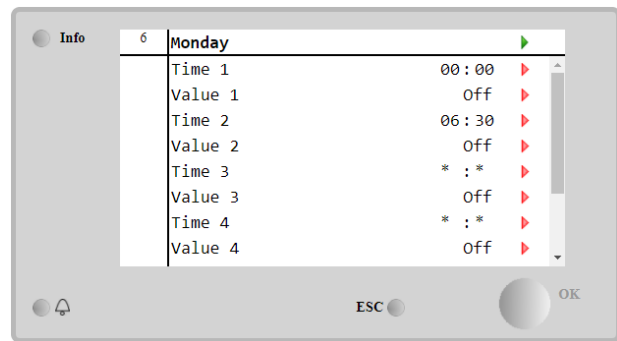 Info
6 Monday
Time 1 00:00
Value 1 Off
Time 2 06:30
Value 2 Off
Time 3 * :*
Value 3 Off
Time 4 * :*
Value 4 Off
ESC
OK